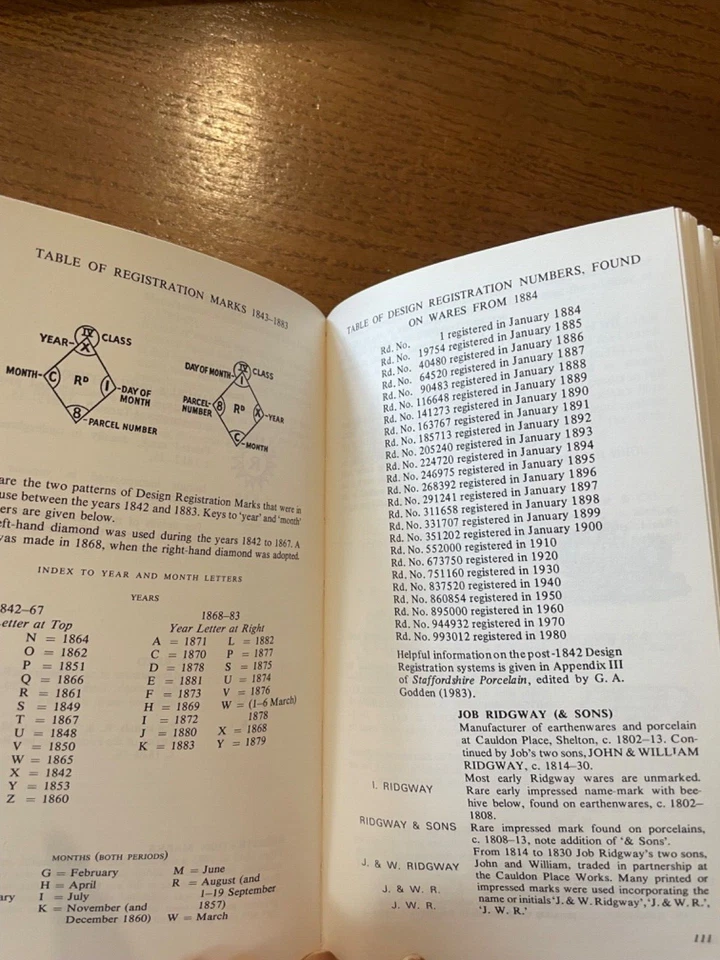 TABLE OF REGISTRATION MARKS 1843–1883
IV
YEAR X CLASS
MONTH C Rᴰ I DAY OF
MONTH
8 PARCEL NUMBER
DAY OF MONTH IV CLASS
I
PARCEL NUMBER 8 Rᴰ X YEAR
C MONTH
are the two patterns of Design Registration Marks that were in
use between the years 1842 and 1883. Keys to 'year' and 'month'
are given below.
diamond was used during the years 1842 to 1867. A
was made in 1868, when the right-hand diamond was adopted.
INDEX TO YEAR AND MONTH LETTERS
YEARS
1868–83
at Top
Year Letter at Right
N = 1864
O = 1862
P = 1851
Q = 1866
R = 1861
S = 1849
T = 1867
U = 1848
V = 1850
W = 1865
X = 1842
Y = 1853
Z = 1860
A = 1871
C = 1870
D = 1878
E = 1881
F = 1873
H = 1869
I = 1872
J = 1880
K = 1883
L = 1882
P = 1877
S = 1875
U = 1874
V = 1876
W = (1–6 March)
1878
X = 1868
Y = 1879
MONTHS (BOTH PERIODS)
G = February
H = April
I = July
K = November (and
December 1860)
M = June
R = August (and
1–19 September
1857)
W = March
TABLE OF DESIGN REGISTRATION NUMBERS, FOUND
ON WARES FROM 1884
Rd. No. 1 registered in January 1884
Rd. No. 19754 registered in January 1885
Rd. No. 40480 registered in January 1886
Rd. No. 64520 registered in January 1887
Rd. No. 90483 registered in January 1888
Rd. No. 116648 registered in January 1889
Rd. No. 141273 registered in January 1890
Rd. No. 163767 registered in January 1891
Rd. No. 185713 registered in January 1892
Rd. No. 205240 registered in January 1893
Rd. No. 224720 registered in January 1894
Rd. No. 246975 registered in January 1895
Rd. No. 268392 registered in January 1896
Rd. No. 291241 registered in January 1897
Rd. No. 311658 registered in January 1898
Rd. No. 331707 registered in January 1899
Rd. No. 351202 registered in January 1900
Rd. No. 552000 registered in 1910
Rd. No. 673750 registered in 1920
Rd. No. 751160 registered in 1930
Rd. No. 837520 registered in 1940
Rd. No. 860854 registered in 1950
Rd. No. 895000 registered in 1960
Rd. No. 944932 registered in 1970
Rd. No. 993012 registered in 1980
Helpful information on the post-1842 Design
Registration systems is given in Appendix III
of Staffordshire Porcelain, edited by G. A.
Godden (1983).
JOB RIDGWAY (& SONS)
Manufacturer of earthenwares and porcelain
at Cauldon Place, Shelton, c. 1802–13. Con-
tinued by Job's two sons, JOHN & WILLIAM
RIDGWAY, c. 1814–30.
Most early Ridgway wares are unmarked.
I. RIDGWAY
Rare early impressed name-mark with bee-
hive below, found on earthenwares, c. 1802–
1808.
RIDGWAY & SONS
Rare impressed mark found on porcelains,
c. 1808–13, note addition of '& Sons'.
From 1814 to 1830 Job Ridgway's two sons,
J. & W. RIDGWAY
John and William, traded in partnership at
the Cauldon Place Works. Many printed or
J. & W. R.
impressed marks were used incorporating the
J. W. R.
name or initials 'J. & W. Ridgway', 'J. & W. R.',
'J. W. R.'
111